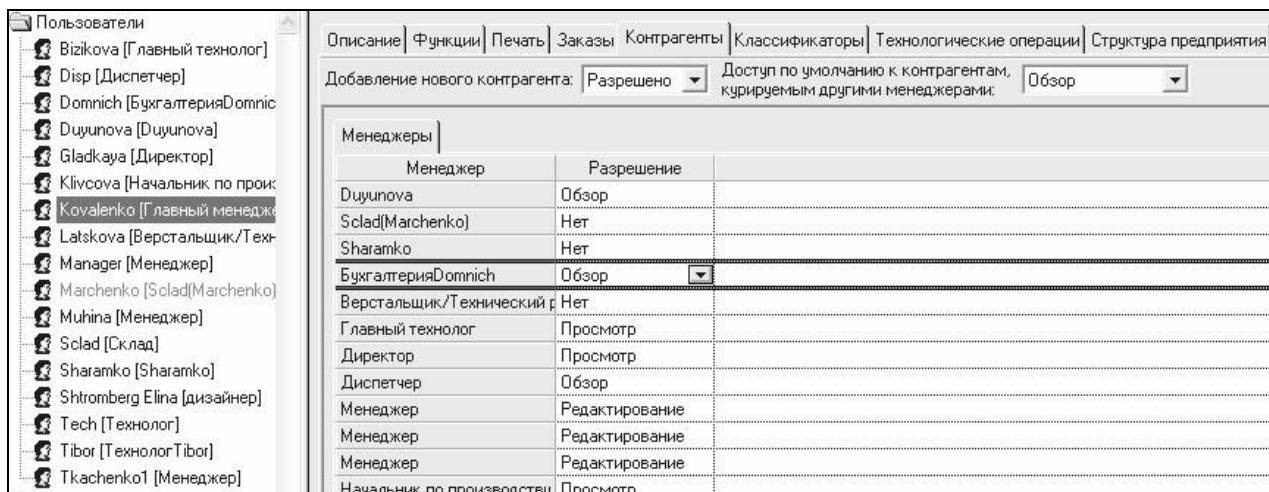 Пользователи
Bizikova [Главный технолог]
Disp [Диспетчер]
Domnich [БухгалтерияDomnic
Duyunova [Duyunova]
Gladkaya [Директор]
Klivcova [Начальник по произ
Kovalenko [Главный менедже
Latskova [Верстальщик/Техн
Manager [Менеджер]
Marchenko [Sclad(Marchenko)
Muhina [Менеджер]
Sclad [Склад]
Sharamko [Sharamko]
Shtromberg Elina [дизайнер]
Tech [Технолог]
Tibor [ТехнологTibor]
Tkachenko1 [Менеджер]
Описание Функции Печать Заказы Контрагенты Классификаторы Технологические операции Структура предприятия
Добавление нового контрагента: Разрешено Доступ по умолчанию к контрагентам, курируемым другими менеджерами: Обзор
Менеджеры
Менеджер Разрешение
Duyunova Обзор
Sclad(Marchenko) Нет
Sharamko Нет
БухгалтерияDomnich Обзор
Верстальщик/Технический р Нет
Главный технолог Просмотр
Директор Просмотр
Диспетчер Обзор
Менеджер Редактирование
Менеджер Редактирование
Менеджер Редактирование
Начальник по производству Просмотр